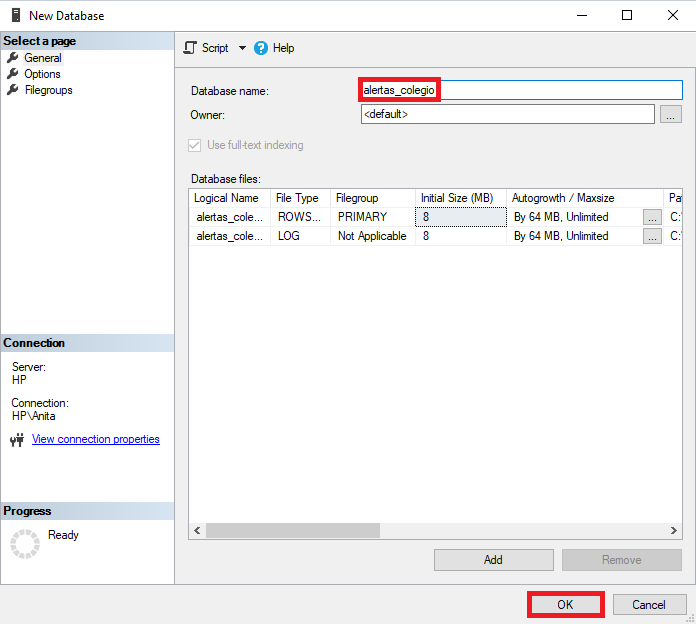 New Database
Select a page
General
Options
Filegroups
Script
Help
Database name:
alertas_colegio
Owner:
<default>
...
Use full-text indexing
Database files:
Logical Name File Type Filegroup Initial Size (MB) Autogrowth / Maxsize Pa
alertas_cole... ROWS... PRIMARY 8 By 64 MB, Unlimited ... C:\
alertas_cole... LOG Not Applicable 8 By 64 MB, Unlimited ... C:\
Connection
Server:
HP
Connection:
HP\Anita
View connection properties
Progress
Ready
Add
Remove
OK
Cancel